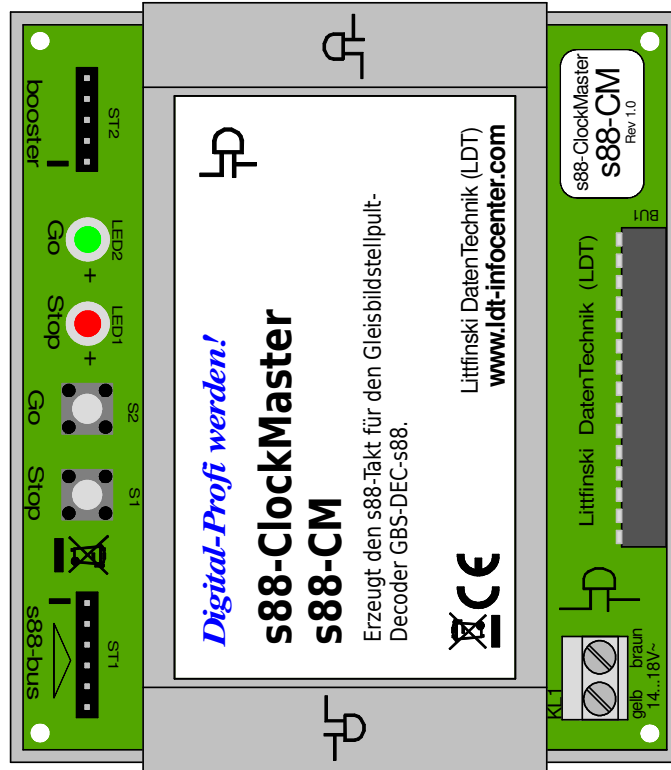 booster
ST2
Go
LED2
+
Stop
LED1
+
Go
S2
Stop
S1
s88-bus
ST1
Digital-Profi werden!
s88-ClockMaster
s88-CM
Erzeugt den s88-Takt für den Gleisbildstellpult-
Decoder GBS-DEC-s88.
CE
Littfinski DatenTechnik (LDT)
www.ldt-infocenter.com
s88-ClockMaster
s88-CM
Rev 1.0
BU1
Littfinski DatenTechnik (LDT)
KL1
gelb braun
14...18V~